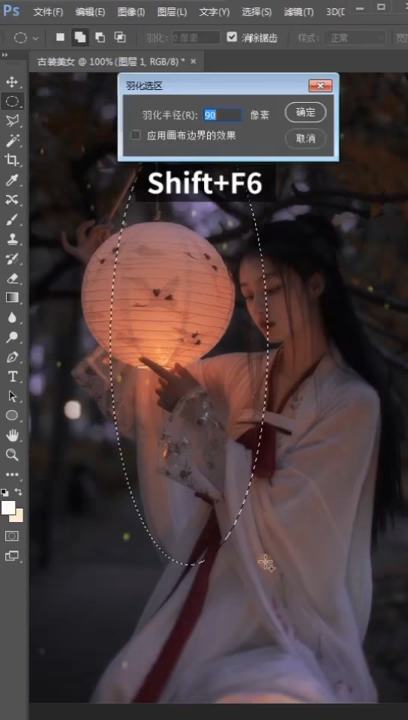 Ps 文件(F) 编辑(E) 图像(I) 图层(L) 文字(Y) 选择(S) 滤镜(T) 3D(D
羽化: 0 像素 消除锯齿 样式: 正常
古装美女 @ 100%(图层 1, RGB/8) * ×
羽化选区
羽化半径(R): 90 像素 确定
应用画布边界的效果 取消
Shift+F6
T